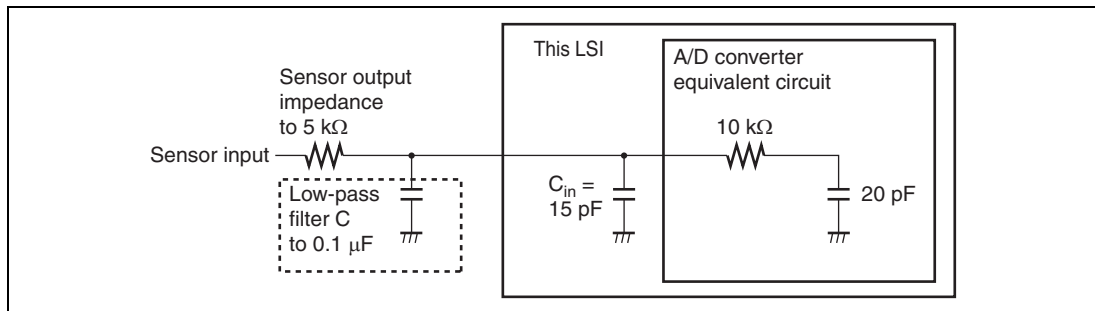 This LSI
A/D converter
equivalent circuit
Sensor output
impedance
to 5 kΩ
10 kΩ
Sensor input
Low-pass
filter C
to 0.1 μF
Cin =
15 pF
20 pF